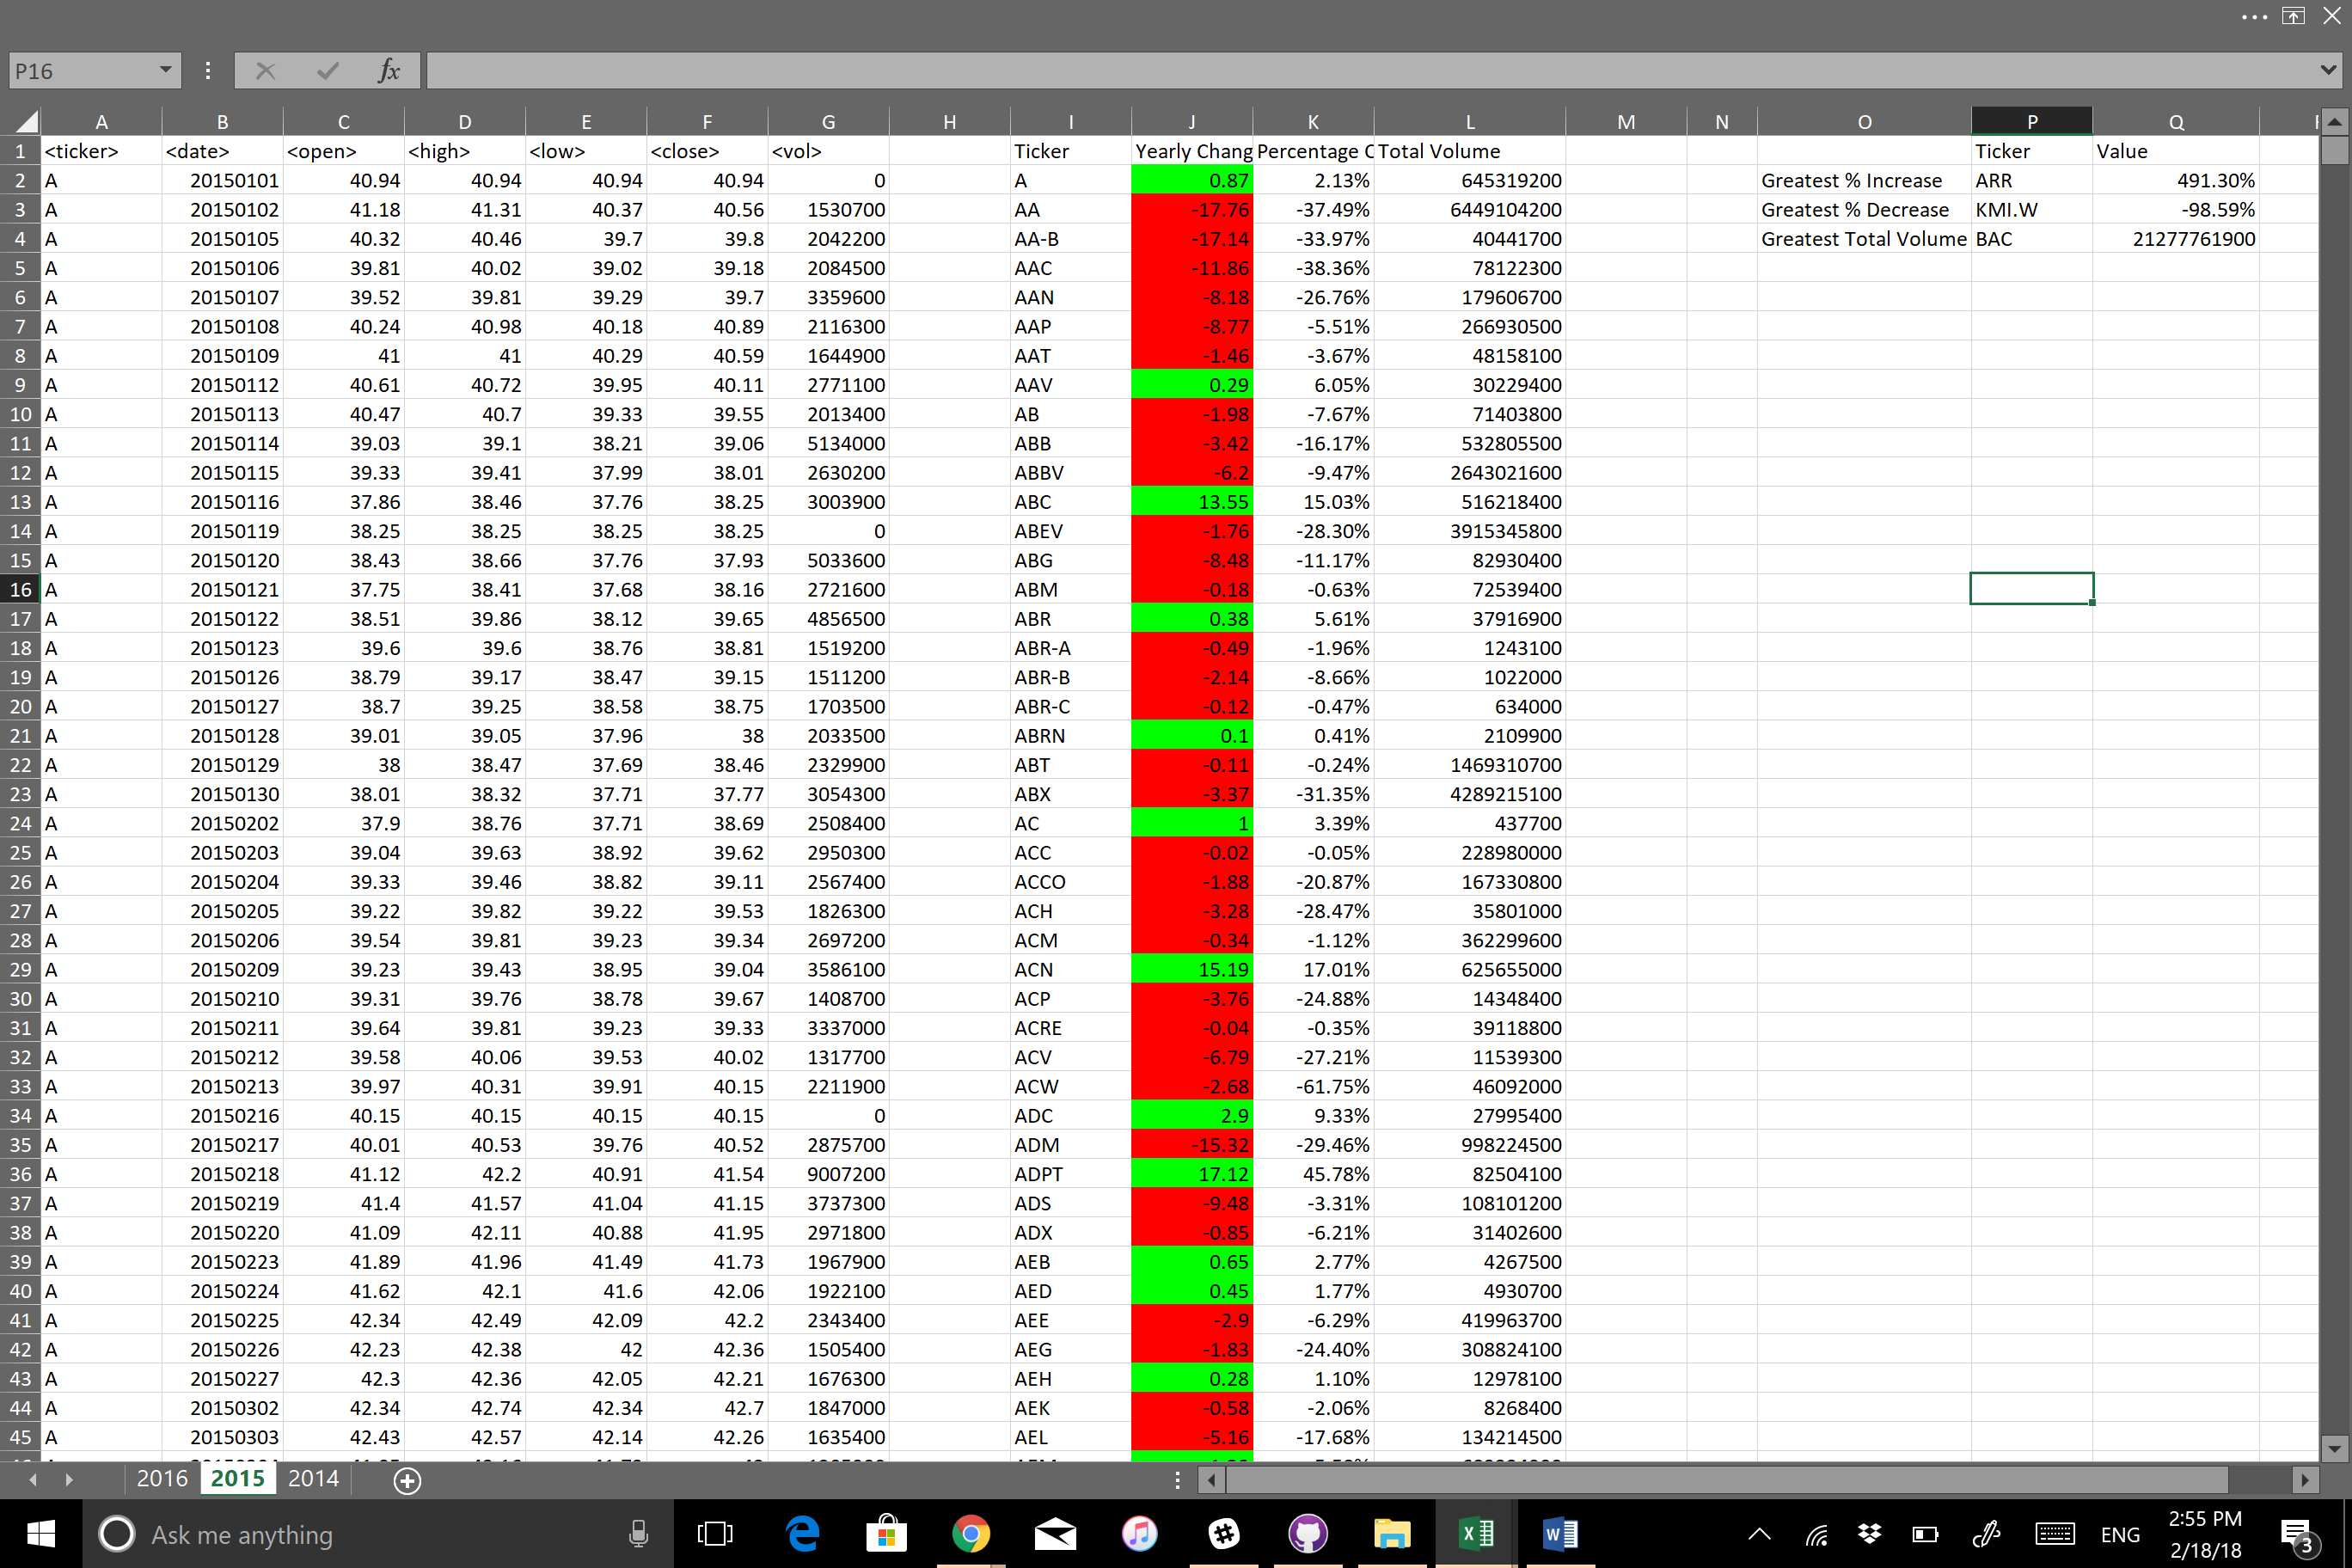 P16 fx
A B C D E F G H I J K L M N O P Q
1 <ticker> <date> <open> <high> <low> <close> <vol> Ticker Yearly Chang Percentage C Total Volume Ticker Value
2 A 20150101 40.94 40.94 40.94 40.94 0 A 0.87 2.13% 645319200 Greatest % Increase ARR 491.30%
3 A 20150102 41.18 41.31 40.37 40.56 1530700 AA -17.76 -37.49% 6449104200 Greatest % Decrease KMI.W -98.59%
4 A 20150105 40.32 40.46 39.7 39.8 2042200 AA-B -17.14 -33.97% 40441700 Greatest Total Volume BAC 21277761900
5 A 20150106 39.81 40.02 39.02 39.18 2084500 AAC -11.86 -38.36% 78122300
6 A 20150107 39.52 39.81 39.29 39.7 3359600 AAN -8.18 -26.76% 179606700
7 A 20150108 40.24 40.98 40.18 40.89 2116300 AAP -8.77 -5.51% 266930500
8 A 20150109 41 41 40.29 40.59 1644900 AAT -1.46 -3.67% 48158100
9 A 20150112 40.61 40.72 39.95 40.11 2771100 AAV 0.29 6.05% 30229400
10 A 20150113 40.47 40.7 39.33 39.55 2013400 AB -1.98 -7.67% 71403800
11 A 20150114 39.03 39.1 38.21 39.06 5134000 ABB -3.42 -16.17% 532805500
12 A 20150115 39.33 39.41 37.99 38.01 2630200 ABBV -6.2 -9.47% 2643021600
13 A 20150116 37.86 38.46 37.76 38.25 3003900 ABC 13.55 15.03% 516218400
14 A 20150119 38.25 38.25 38.25 38.25 0 ABEV -1.76 -28.30% 3915345800
15 A 20150120 38.43 38.66 37.76 37.93 5033600 ABG -8.48 -11.17% 82930400
16 A 20150121 37.75 38.41 37.68 38.16 2721600 ABM -0.18 -0.63% 72539400
17 A 20150122 38.51 39.86 38.12 39.65 4856500 ABR 0.38 5.61% 37916900
18 A 20150123 39.6 39.6 38.76 38.81 1519200 ABR-A -0.49 -1.96% 1243100
19 A 20150126 38.79 39.17 38.47 39.15 1511200 ABR-B -2.14 -8.66% 1022000
20 A 20150127 38.7 39.25 38.58 38.75 1703500 ABR-C -0.12 -0.47% 634000
21 A 20150128 39.01 39.05 37.96 38 2033500 ABRN 0.1 0.41% 2109900
22 A 20150129 38 38.47 37.69 38.46 2329900 ABT -0.11 -0.24% 1469310700
23 A 20150130 38.01 38.32 37.71 37.77 3054300 ABX -3.37 -31.35% 4289215100
24 A 20150202 37.9 38.76 37.71 38.69 2508400 AC 1 3.39% 437700
25 A 20150203 39.04 39.63 38.92 39.62 2950300 ACC -0.02 -0.05% 228980000
26 A 20150204 39.33 39.46 38.82 39.11 2567400 ACCO -1.88 -20.87% 167330800
27 A 20150205 39.22 39.82 39.22 39.53 1826300 ACH -3.28 -28.47% 35801000
28 A 20150206 39.54 39.81 39.23 39.34 2697200 ACM -0.34 -1.12% 362299600
29 A 20150209 39.23 39.43 38.95 39.04 3586100 ACN 15.19 17.01% 625655000
30 A 20150210 39.31 39.76 38.78 39.67 1408700 ACP -3.76 -24.88% 14348400
31 A 20150211 39.64 39.81 39.23 39.33 3337000 ACRE -0.04 -0.35% 39118800
32 A 20150212 39.58 40.06 39.53 40.02 1317700 ACV -6.79 -27.21% 11539300
33 A 20150213 39.97 40.31 39.91 40.15 2211900 ACW -2.68 -61.75% 46092000
34 A 20150216 40.15 40.15 40.15 40.15 0 ADC 2.9 9.33% 27995400
35 A 20150217 40.01 40.53 39.76 40.52 2875700 ADM -15.32 -29.46% 998224500
36 A 20150218 41.12 42.2 40.91 41.54 9007200 ADPT 17.12 45.78% 82504100
37 A 20150219 41.4 41.57 41.04 41.15 3737300 ADS -9.48 -3.31% 108101200
38 A 20150220 41.09 42.11 40.88 41.95 2971800 ADX -0.85 -6.21% 31402600
39 A 20150223 41.89 41.96 41.49 41.73 1967900 AEB 0.65 2.77% 4267500
40 A 20150224 41.62 42.1 41.6 42.06 1922100 AED 0.45 1.77% 4930700
41 A 20150225 42.34 42.49 42.09 42.2 2343400 AEE -2.9 -6.29% 419963700
42 A 20150226 42.23 42.38 42 42.36 1505400 AEG -1.83 -24.40% 308824100
43 A 20150227 42.3 42.36 42.05 42.21 1676300 AEH 0.28 1.10% 12978100
44 A 20150302 42.34 42.74 42.34 42.7 1847000 AEK -0.58 -2.06% 8268400
45 A 20150303 42.43 42.57 42.14 42.26 1635400 AEL -5.16 -17.68% 134214500
2016 2015 2014
Ask me anything ENG 2:55 PM
2/18/18 3